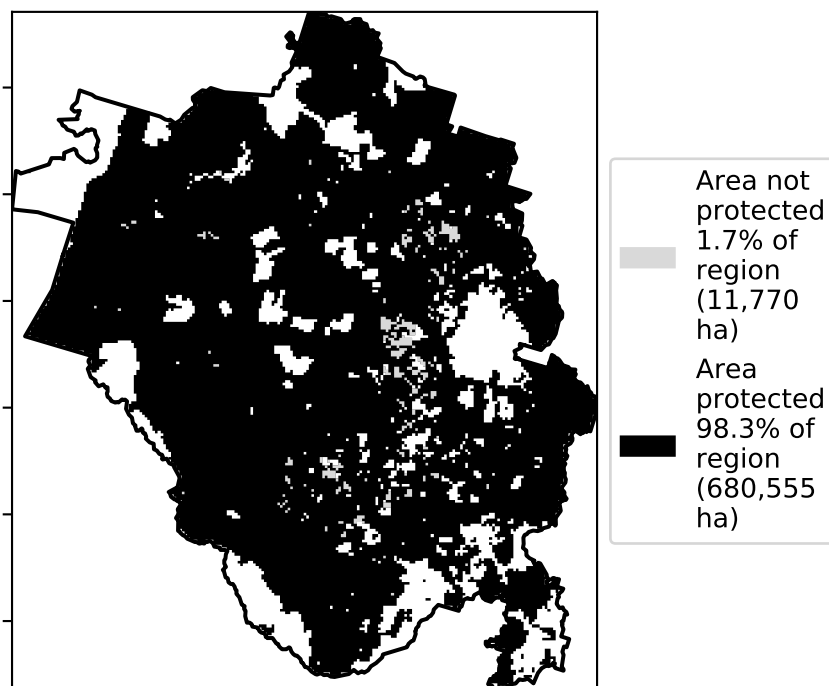 Area not
protected
1.7% of
region
(11,770
ha)
Area
protected
98.3% of
region
(680,555
ha)